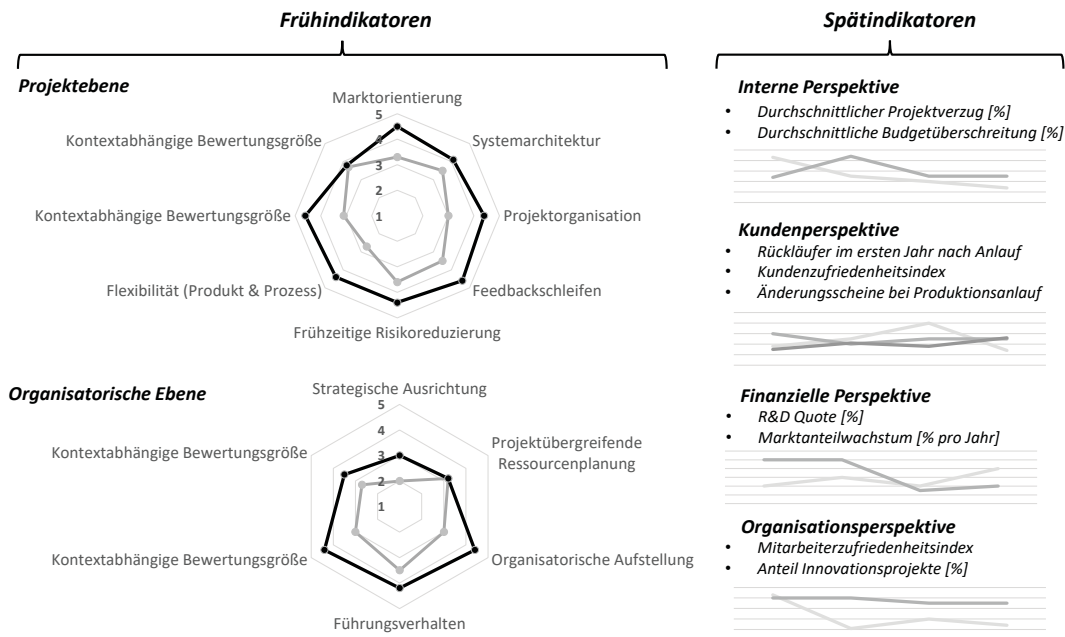 Frühindikatoren
Projektebene
Marktorientierung
5
4
3
2
1
Kontextabhängige Bewertungsgröße
Systemarchitektur
Kontextabhängige Bewertungsgröße
Projektorganisation
Flexibilität (Produkt & Prozess)
Feedbackschleifen
Frühzeitige Risikoreduzierung
Organisatorische Ebene
Strategische Ausrichtung
5
4
3
2
1
Kontextabhängige Bewertungsgröße
Projektübergreifende
Ressourcenplanung
Kontextabhängige Bewertungsgröße
Organisatorische Aufstellung
Führungsverhalten
Spätindikatoren
Interne Perspektive
• Durchschnittlicher Projektverzug [%]
• Durchschnittliche Budgetüberschreitung [%]
Kundenperspektive
• Rückläufer im ersten Jahr nach Anlauf
• Kundenzufriedenheitsindex
• Änderungsscheine bei Produktionsanlauf
Finanzielle Perspektive
• R&D Quote [%]
• Marktanteilwachstum [% pro Jahr]
Organisationsperspektive
• Mitarbeiterzufriedenheitsindex
• Anteil Innovationsprojekte [%]